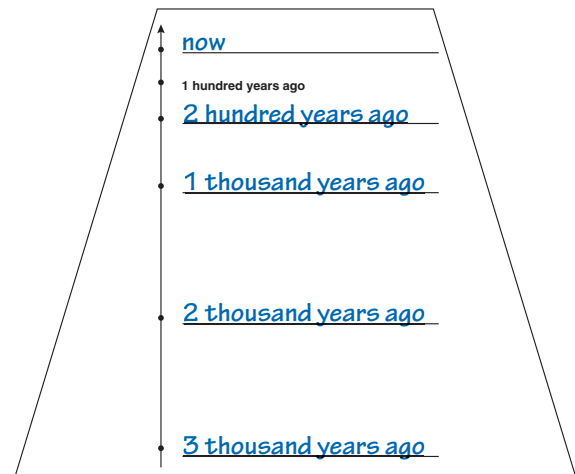 now
1 hundred years ago
2 hundred years ago
1 thousand years ago
2 thousand years ago
3 thousand years ago